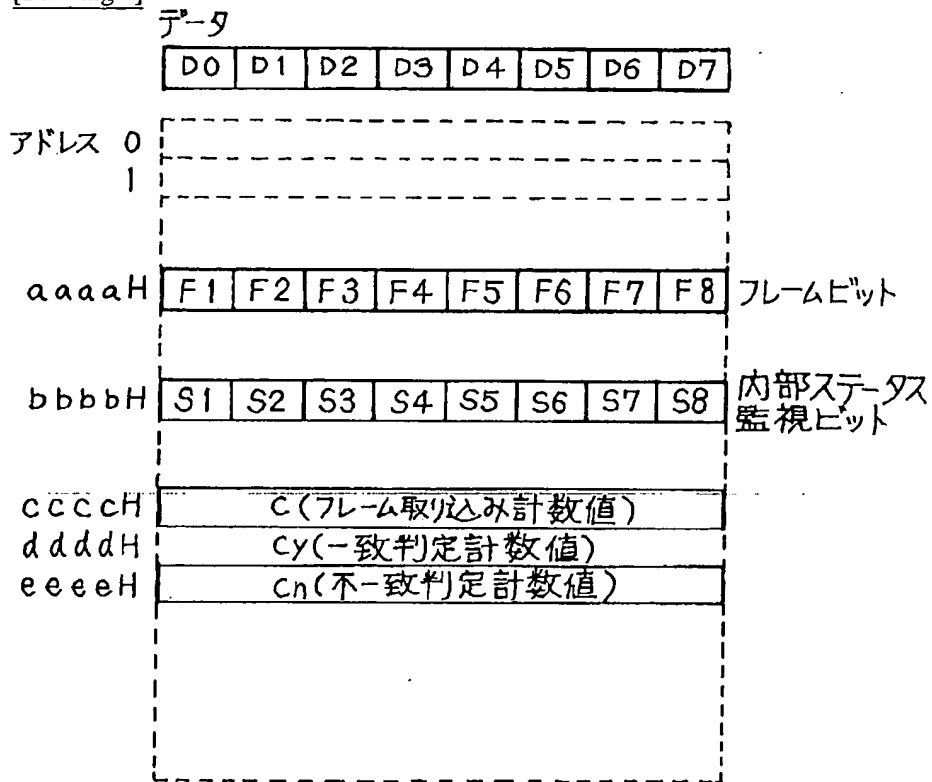 データ
D0 D1 D2 D3 D4 D5 D6 D7
アドレス 0
1
aaaaH F1 F2 F3 F4 F5 F6 F7 F8 フレームビット
bbbbH S1 S2 S3 S4 S5 S6 S7 S8 内部ステータス
監視ビット
ccccH C(フレーム取り込み計数値)
ddddH Cy(一致判定計数値)
eeeeH Cn(不一致判定計数値)